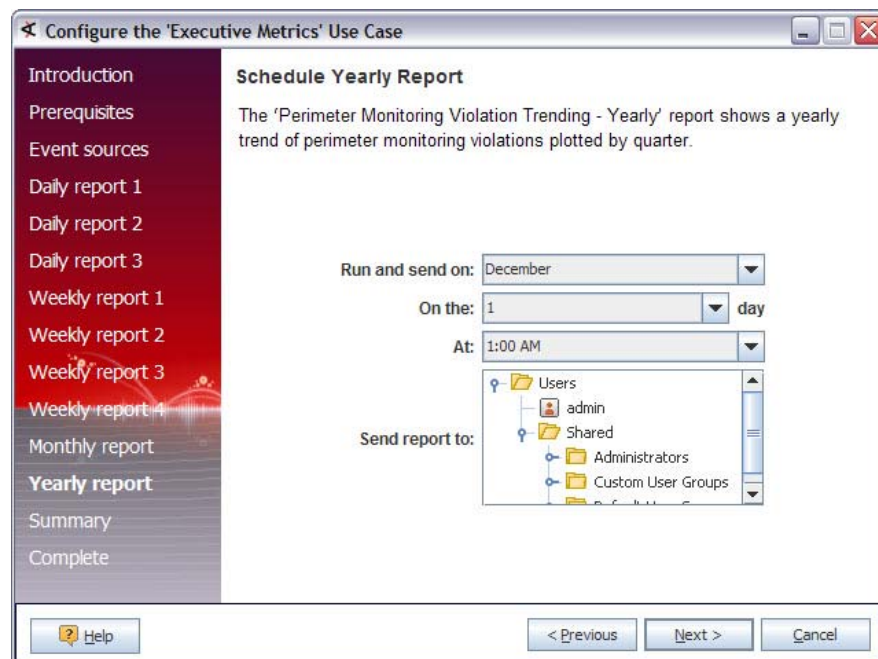 Configure the 'Executive Metrics' Use Case
Introduction
Prerequisites
Event sources
Daily report 1
Daily report 2
Daily report 3
Weekly report 1
Weekly report 2
Weekly report 3
Weekly report 4
Monthly report
Yearly report
Summary
Complete
Schedule Yearly Report
The 'Perimeter Monitoring Violation Trending - Yearly' report shows a yearly
trend of perimeter monitoring violations plotted by quarter.
Run and send on: December
On the: 1 day
At: 1:00 AM
Send report to:
Users
admin
Shared
Administrators
Custom User Groups
Help
< Previous
Next >
Cancel